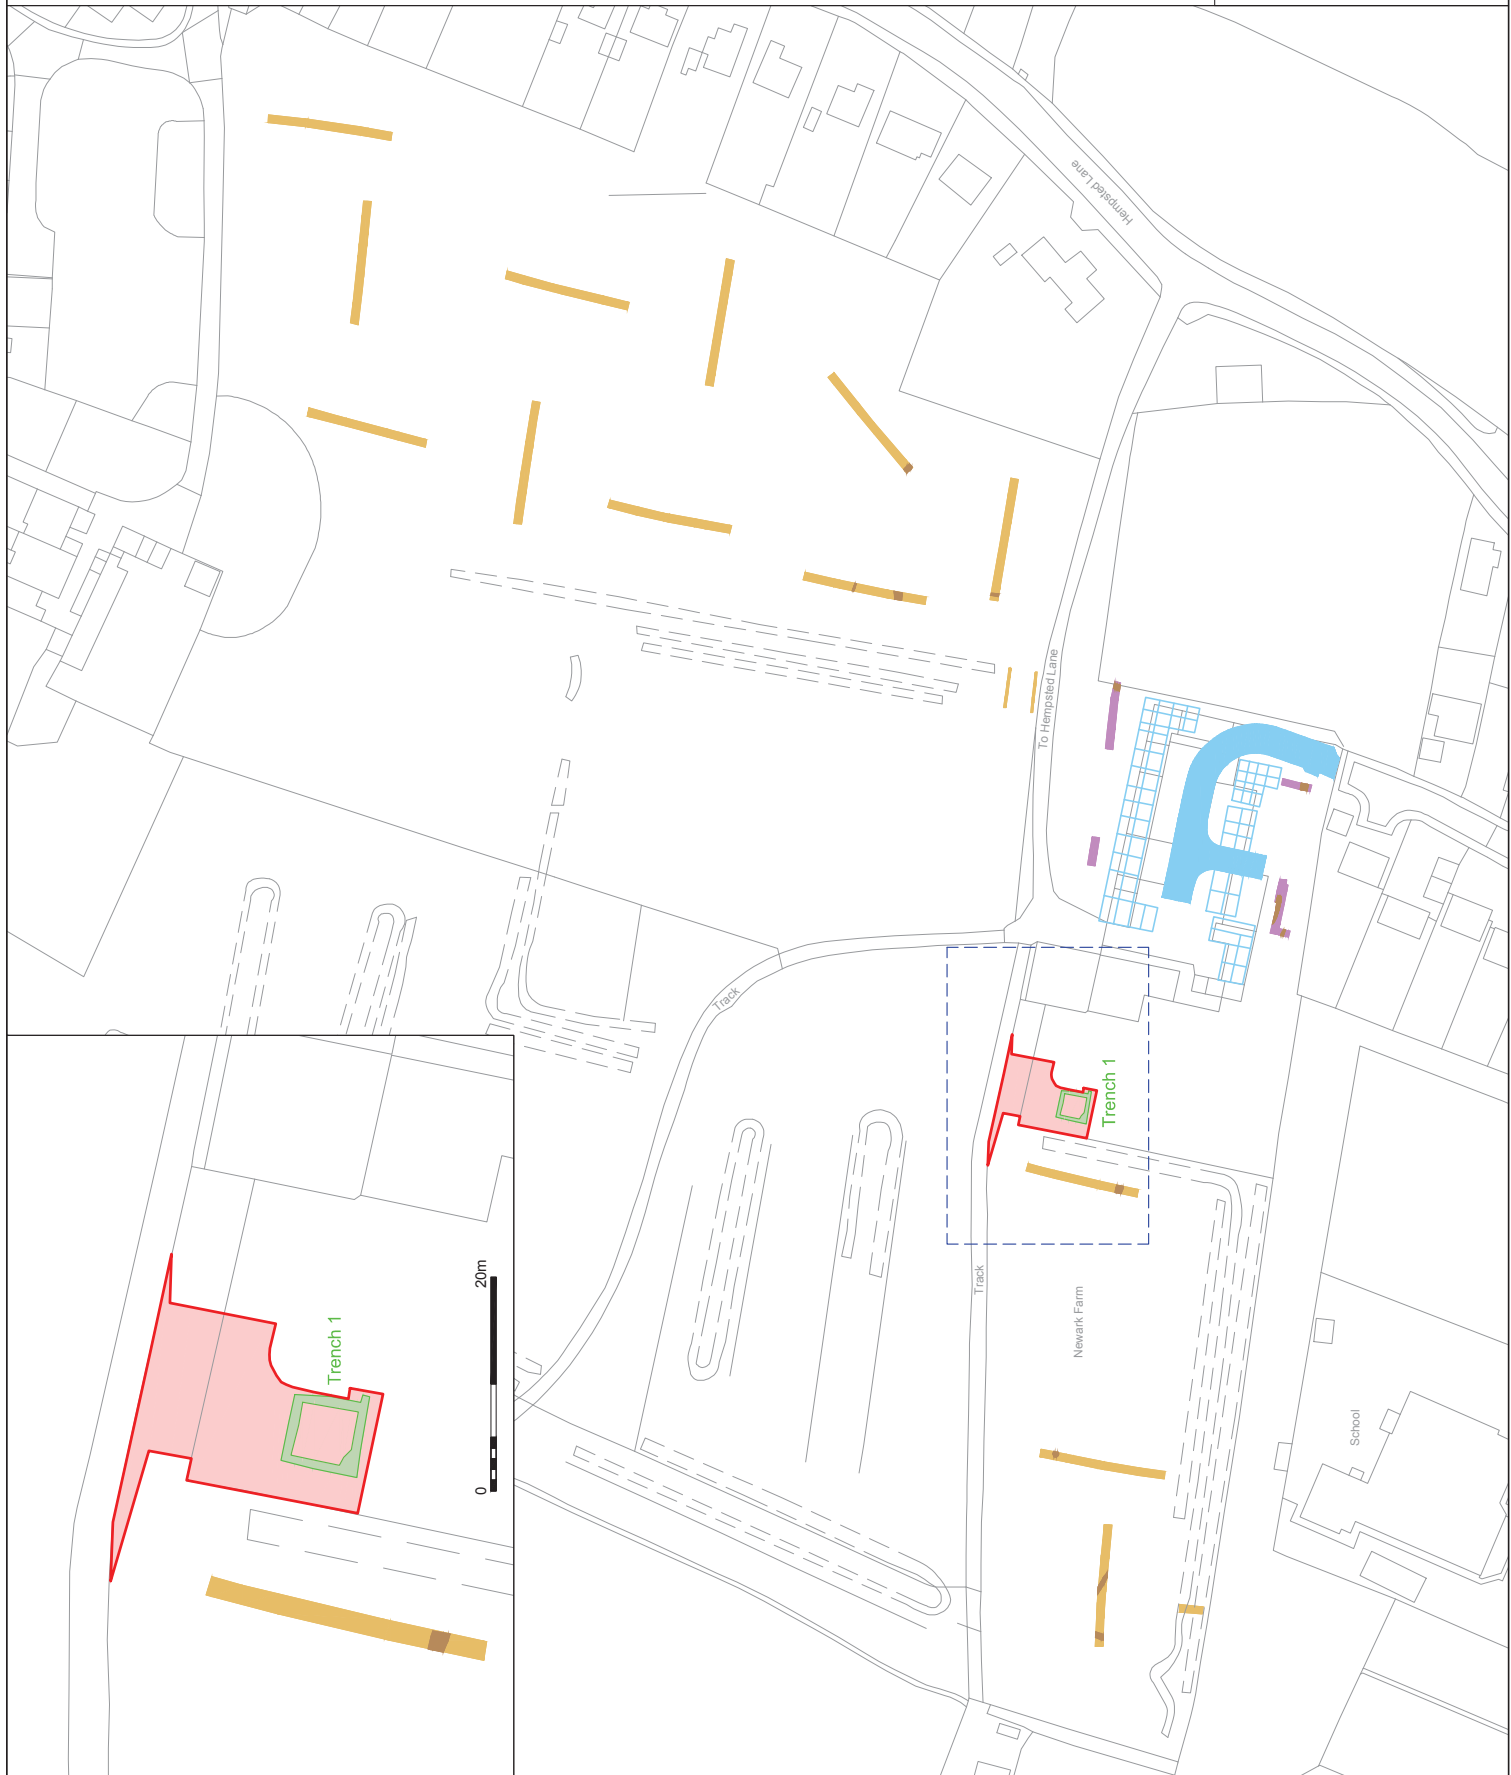 Hempsted Lane
To Hempsted Lane
Track
Trench 1
Track
Newark Farm
School
Trench 1
0
20m